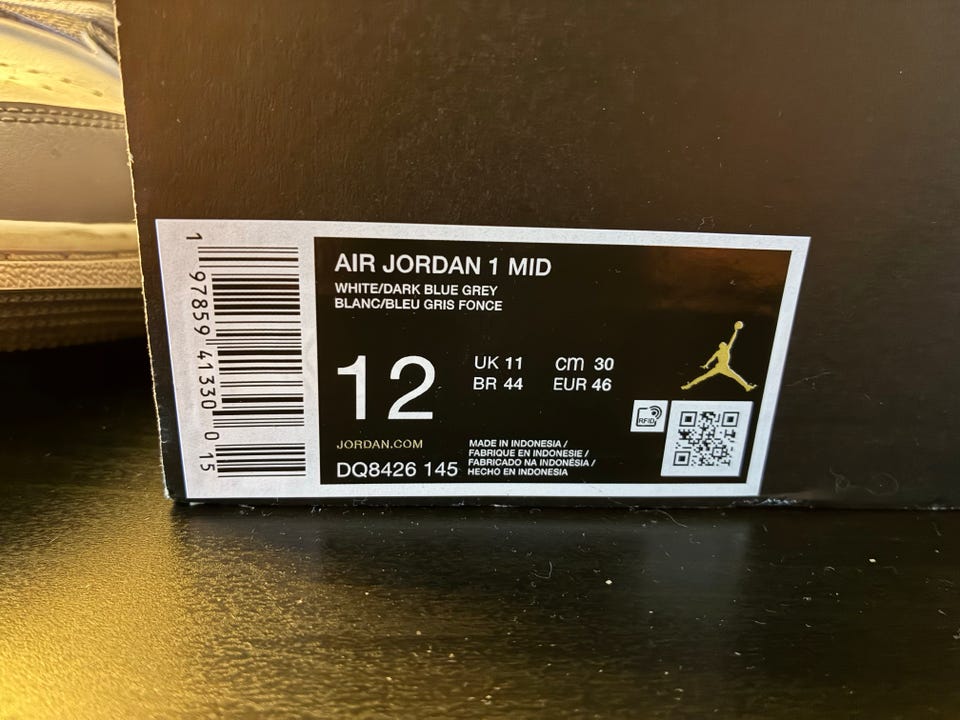 1 97859 41330 0 15
AIR JORDAN 1 MID
WHITE/DARK BLUE GREY
BLANC/BLEU GRIS FONCE
12
UK 11 cm 30
BR 44 EUR 46
RFID
JORDAN.COM
DQ8426 145
MADE IN INDONESIA /
FABRIQUE EN INDONESIE /
FABRICADO NA INDONÉSIA /
HECHO EN INDONESIA